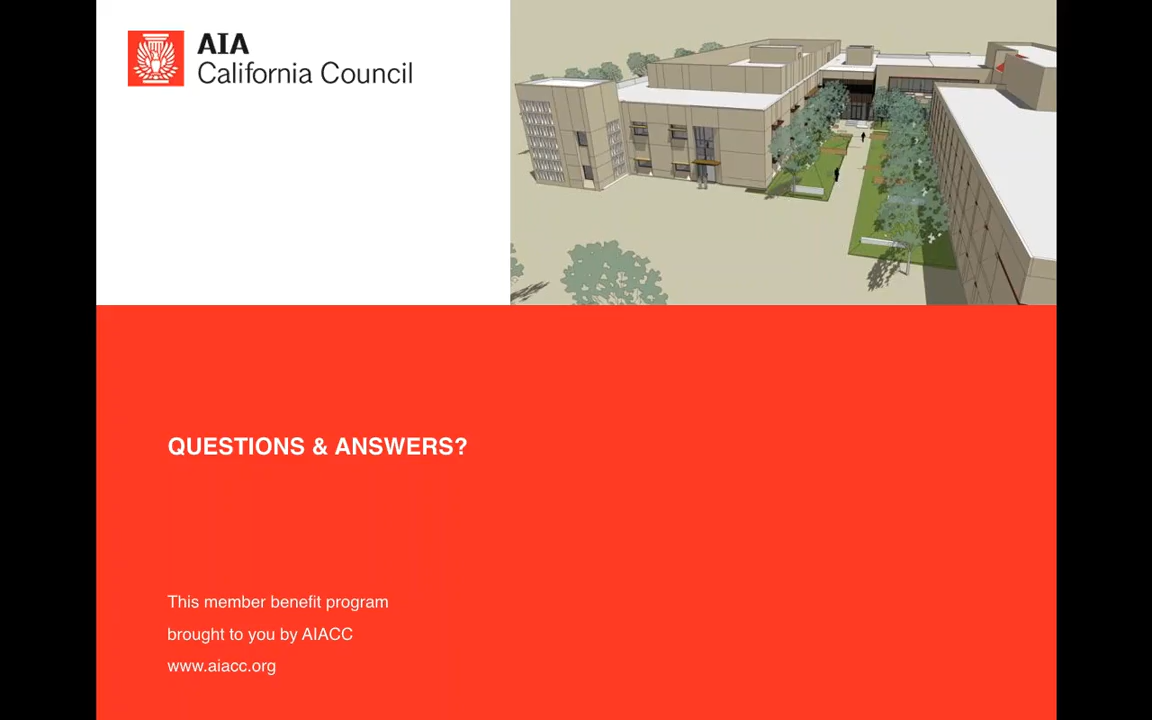 AIA
California Council
QUESTIONS & ANSWERS?
This member benefit program
brought to you by AIACC
www.aiacc.org